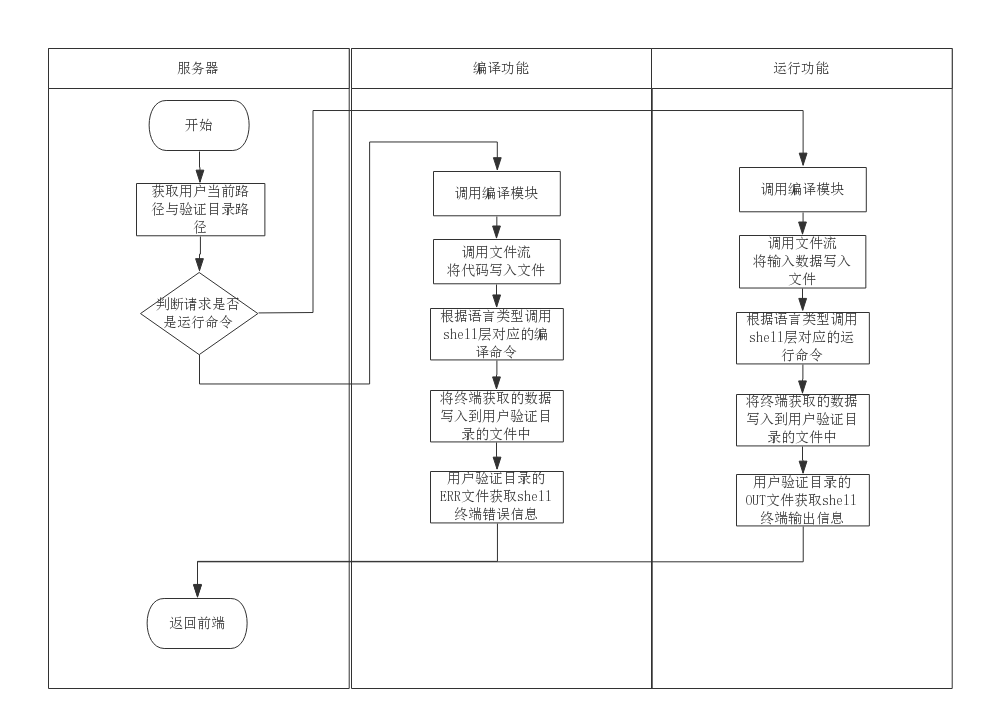 服务器
编译功能
运行功能
开始
获取用户当前路
径与验证目录路
径
判断请求是否
是运行命令
返回前端
调用编译模块
调用文件流
将代码写入文件
根据语言类型调用
shell层对应的编
译命令
将终端获取的数据
写入到用户验证目
录的文件中
用户验证目录的
ERR文件获取shell
终端错误信息
调用编译模块
调用文件流
将输入数据写入
文件
根据语言类型调用
shell层对应的运
行命令
将终端获取的数据
写入到用户验证目
录的文件中
用户验证目录的
OUT文件获取shell
终端输出信息